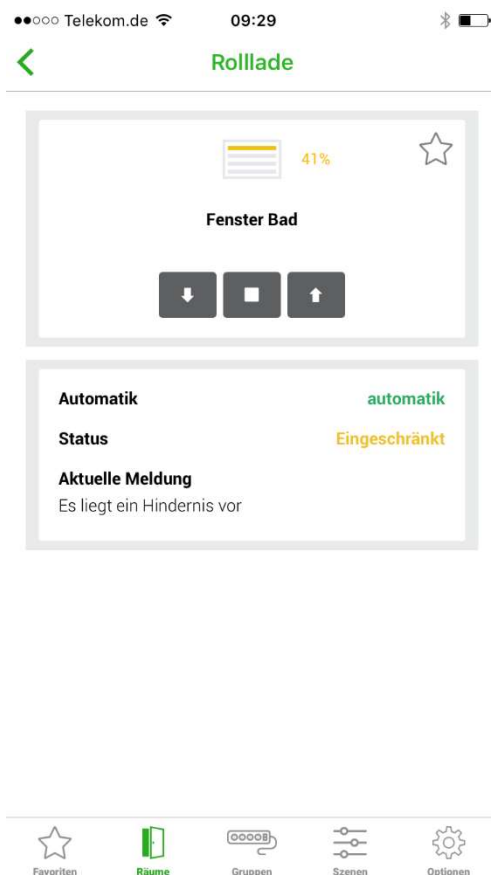 Telekom.de 09:29
Rolllade
41%
Fenster Bad
Automatik automatik
Status Eingeschränkt
Aktuelle Meldung
Es liegt ein Hindernis vor
Favoriten Räume Gruppen Szenen Optionen